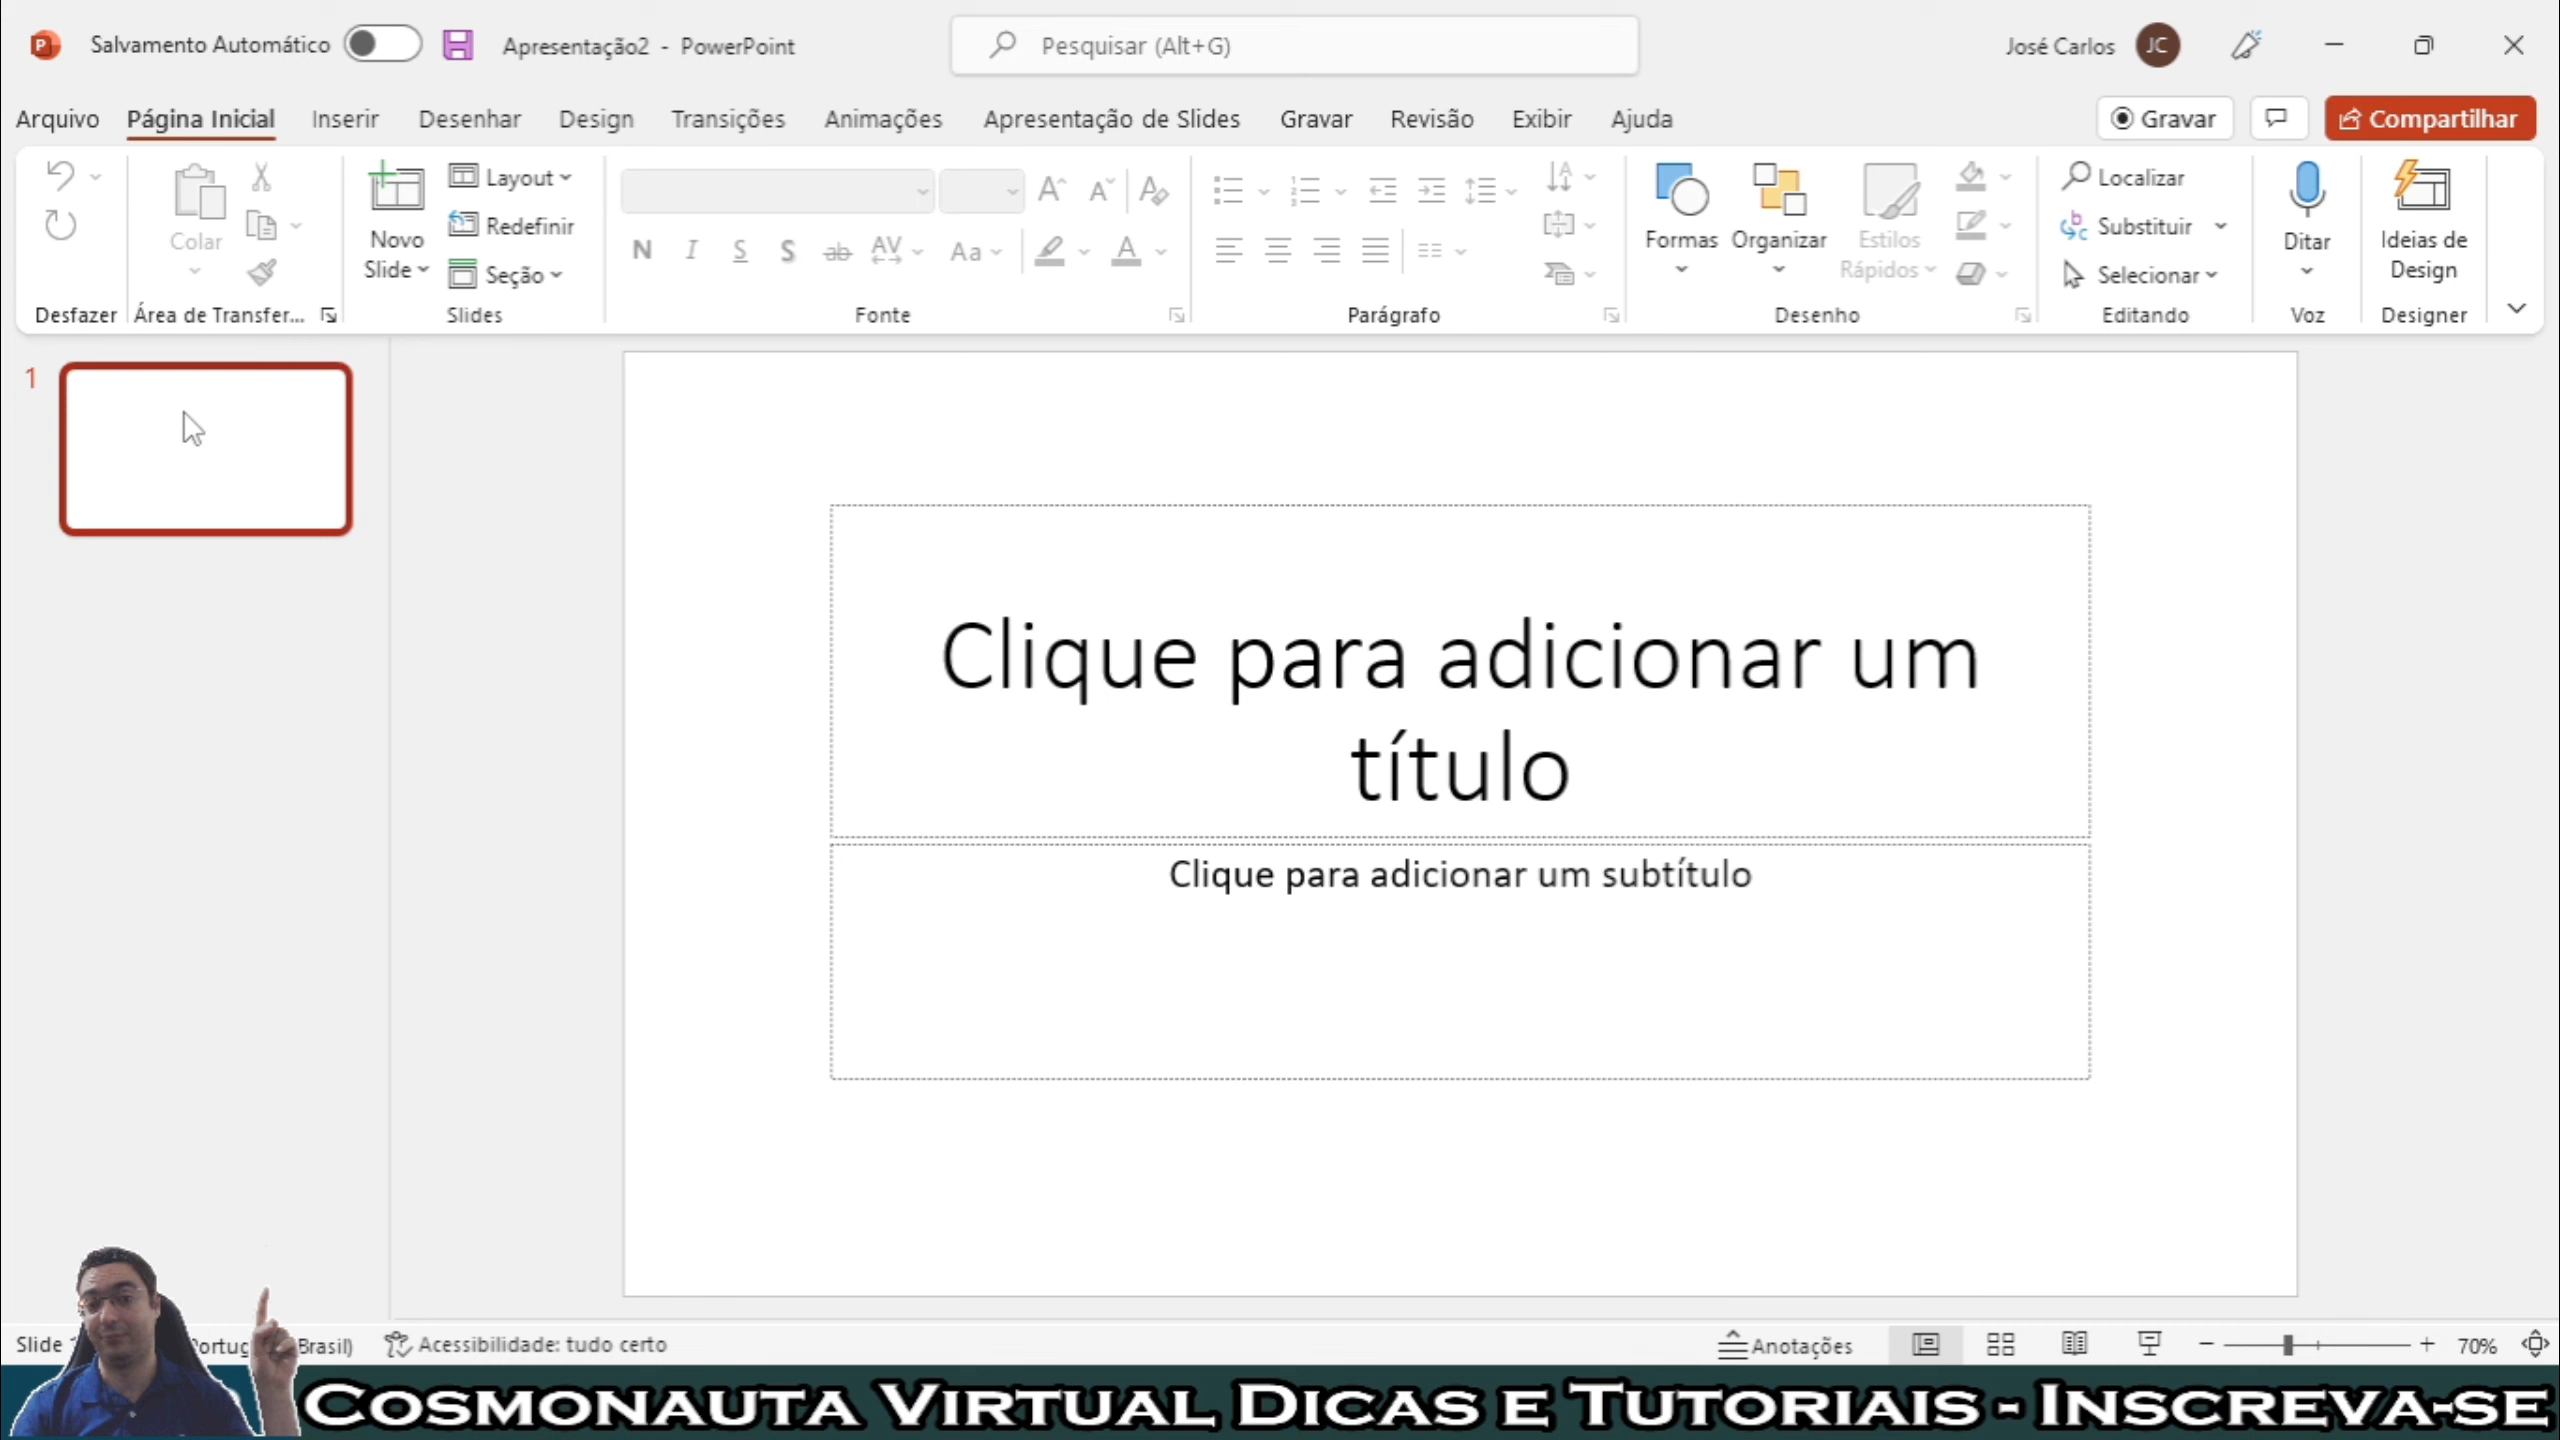 Salvamento Automático
Apresentação2 - PowerPoint
Pesquisar (Alt+G)
José Carlos JC
Arquivo Página Inicial Inserir Desenhar Design Transições Animações Apresentação de Slides Gravar Revisão Exibir Ajuda
Gravar
Compartilhar
Colar
Novo Slide
Layout
Redefinir
Seção
N I S S ab AV Aa A
Formas
Organizar
Estilos Rápidos
Localizar
Substituir
Selecionar
Ditar
Ideias de Design
Desfazer Área de Transfer... Slides Fonte Parágrafo Desenho Editando Voz Designer
1
Clique para adicionar um
título
Clique para adicionar um subtítulo
Slide
Brasil)
Acessibilidade: tudo certo
Anotações
70%
Cosmonauta Virtual Dicas e Tutoriais - Inscreva-se